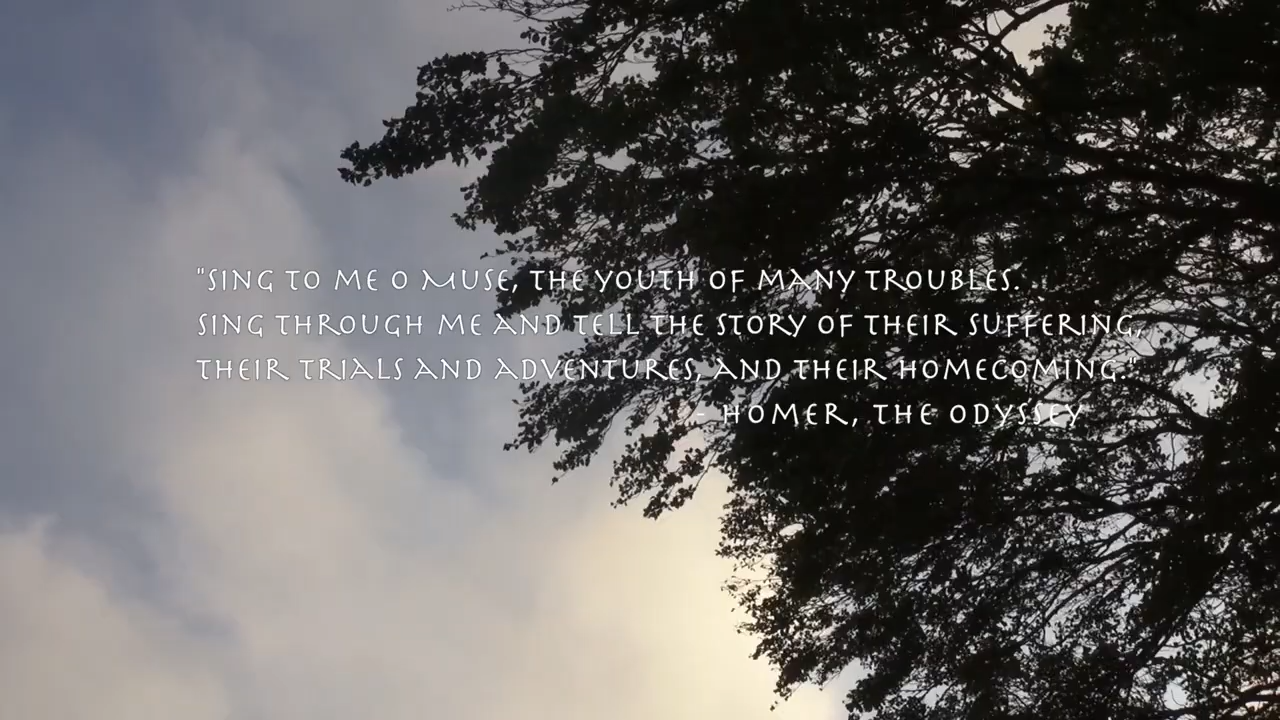 "Sing to me O Muse, the youth of many troubles.
Sing through me and tell the story of their suffering,
their trials and adventures, and their homecoming."
- Homer, The Odyssey